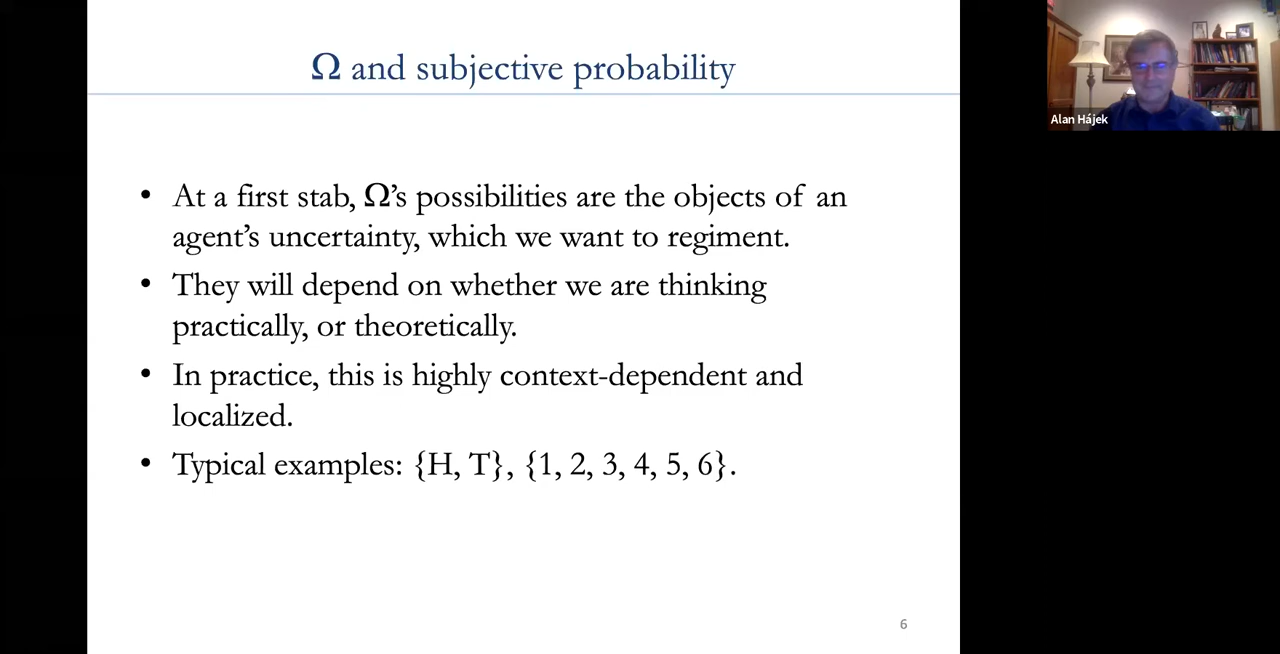 Ω and subjective probability
• At a first stab, Ω’s possibilities are the objects of an
agent’s uncertainty, which we want to regiment.
• They will depend on whether we are thinking
practically, or theoretically.
• In practice, this is highly context-dependent and
localized.
• Typical examples: {H, T}, {1, 2, 3, 4, 5, 6}.
6
Alan Hájek